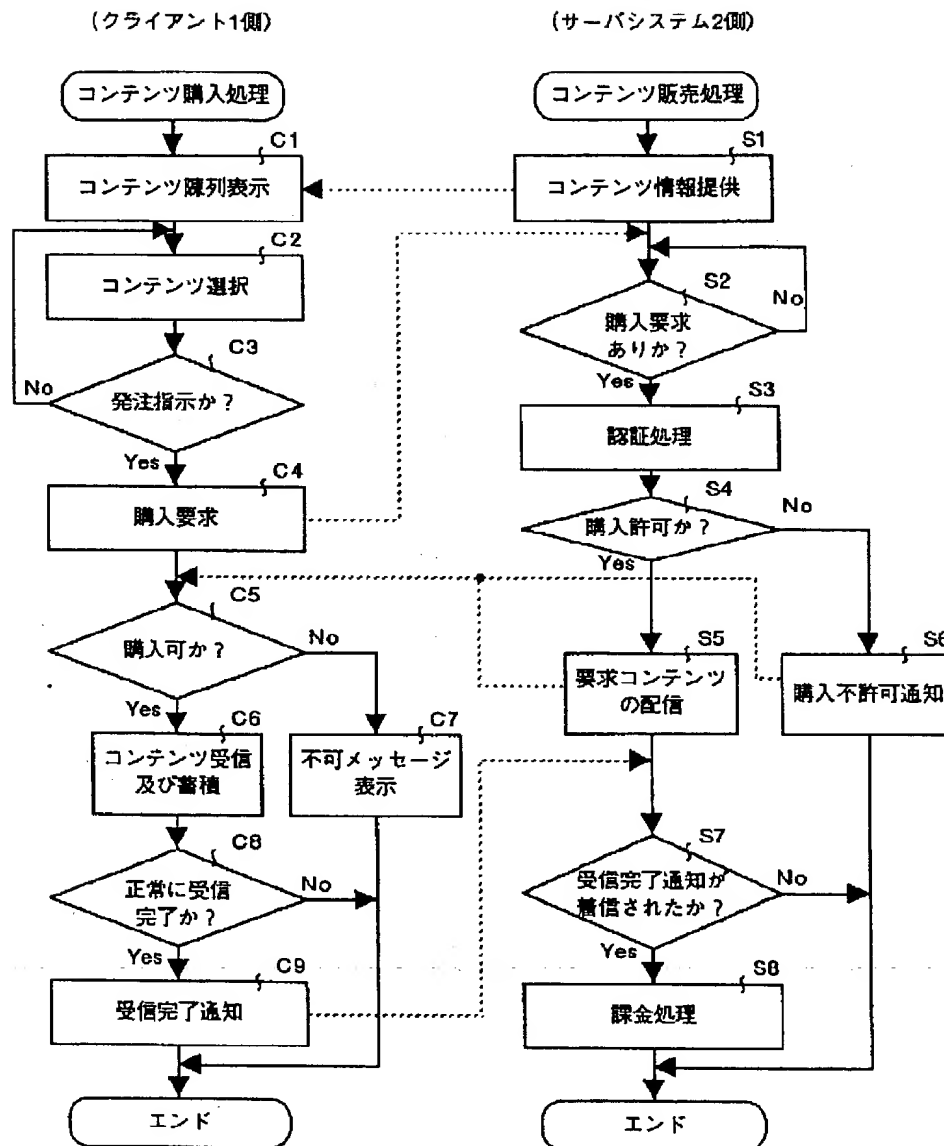 (クライアント1側)
コンテンツ購入処理
C1
コンテンツ陳列表示
C2
コンテンツ選択
C3
発注指示か？
No
Yes
C4
購入要求
C5
購入可か？
No
Yes
C6
コンテンツ受信
及び蓄積
C7
不可メッセージ
表示
C8
正常に受信
完了か？
No
Yes
C9
受信完了通知
エンド
(サーバシステム2側)
コンテンツ販売処理
S1
コンテンツ情報提供
S2
購入要求
ありか？
No
Yes
S3
認証処理
S4
購入許可か？
No
Yes
S5
要求コンテンツ
の配信
S6
購入不許可通知
S7
受信完了通知が
着信されたか？
No
Yes
S8
課金処理
エンド